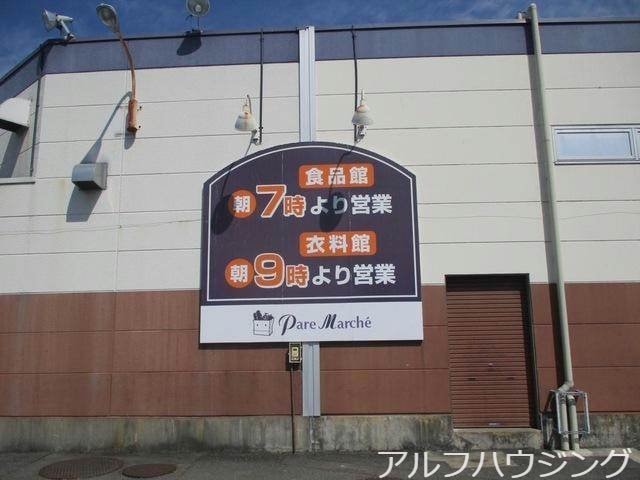 食品館
朝7時より営業
衣料館
朝9時より営業
Pare Marché
アルフハウジング